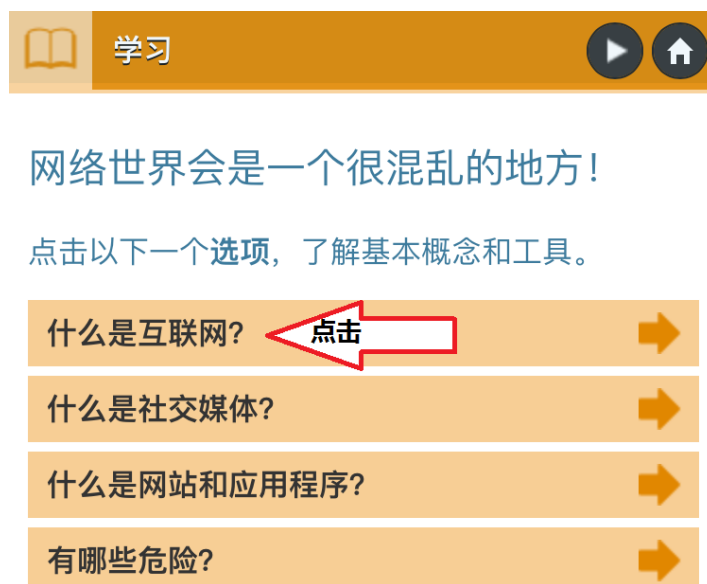 学习
网络世界会是一个很混乱的地方！
点击以下一个选项，了解基本概念和工具。
什么是互联网? 点击
什么是社交媒体?
什么是网站和应用程序?
有哪些危险?